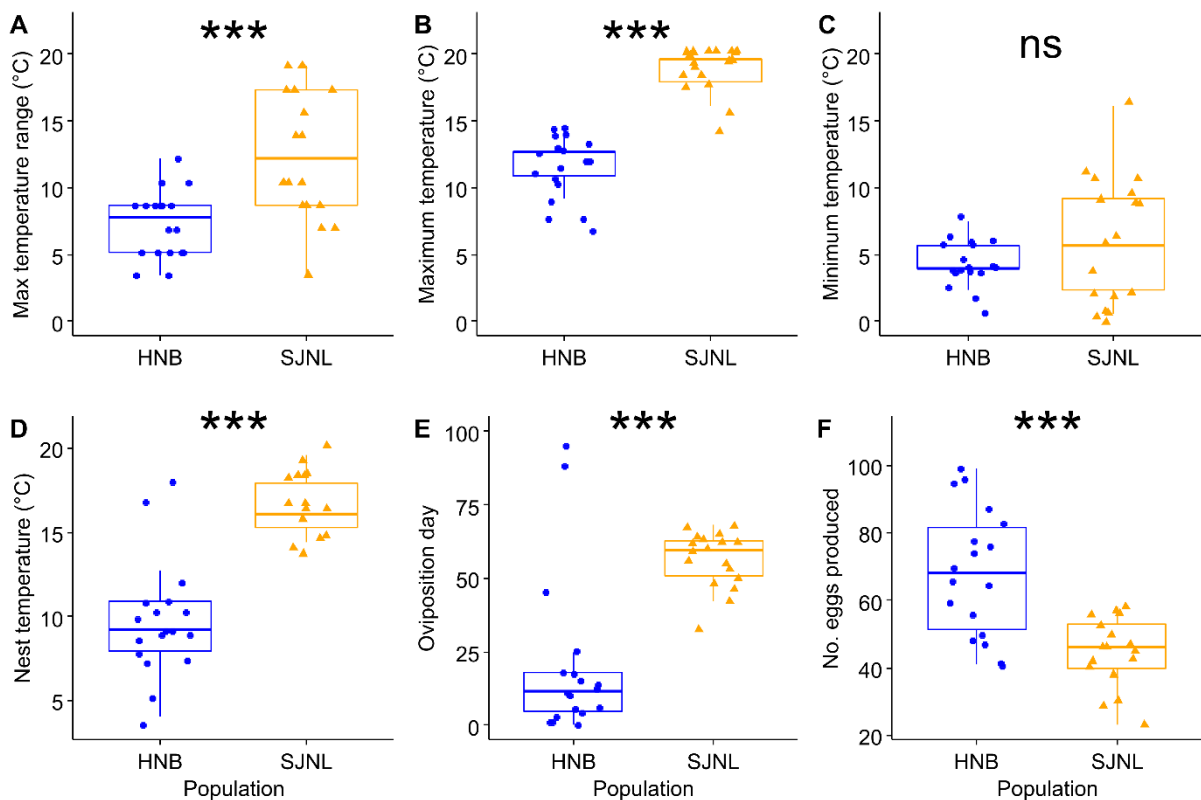 A
***
Max temperature range (°C)
20
15
10
5
0
HNB
SJNL
B
***
Maximum temperature (°C)
20
15
10
5
0
HNB
SJNL
C
ns
Minimum temperature (°C)
20
15
10
5
0
HNB
SJNL
D
***
Nest temperature (°C)
20
15
10
5
HNB
SJNL
Population
E
***
Oviposition day
100
75
50
25
0
HNB
SJNL
Population
F
***
No. eggs produced
100
80
60
40
20
HNB
SJNL
Population